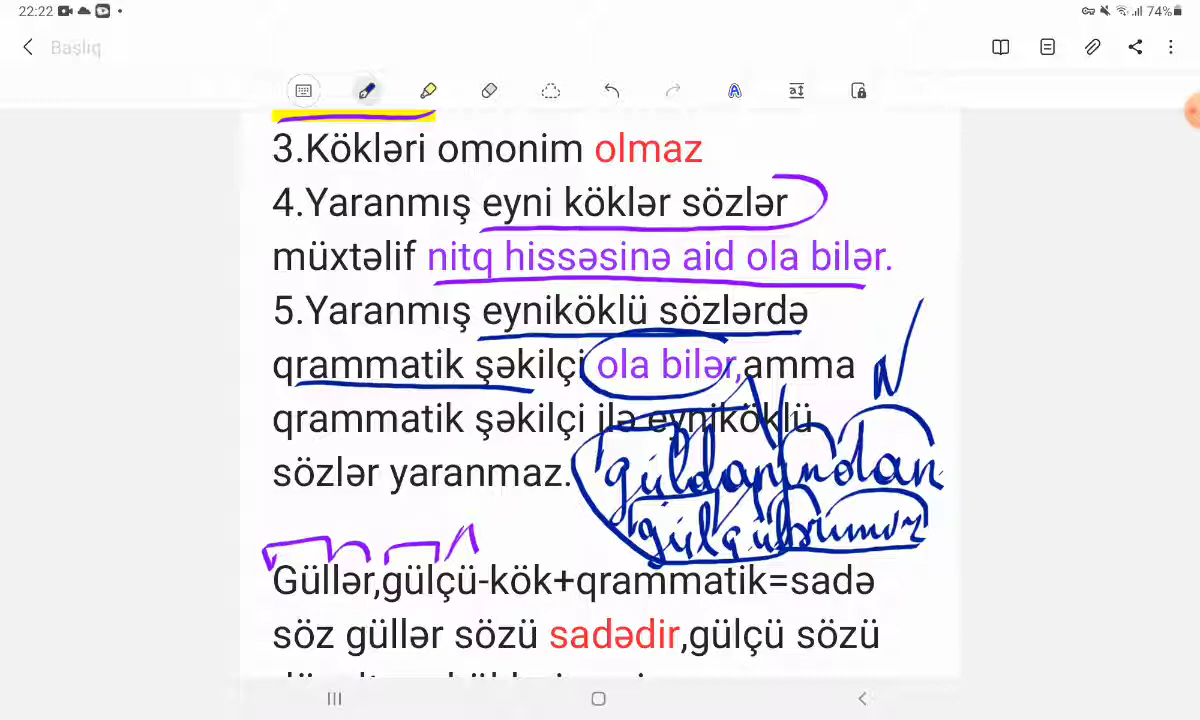 22:22 74%
Başlıq
3.Kökləri omonim olmaz
4.Yaranmış eyni köklər sözlər
müxtəlif nitq hissəsinə aid ola bilər.
5.Yaranmış eyniköklü sözlərdə
qrammatik şəkilçi ola bilər,amma
qrammatik şəkilçi ilə eyniköklü
sözlər yaranmaz.
güldanından
Güllər,gülçü-kök+qrammatik=sadə
söz güllər sözü sadədir,gülçü sözü